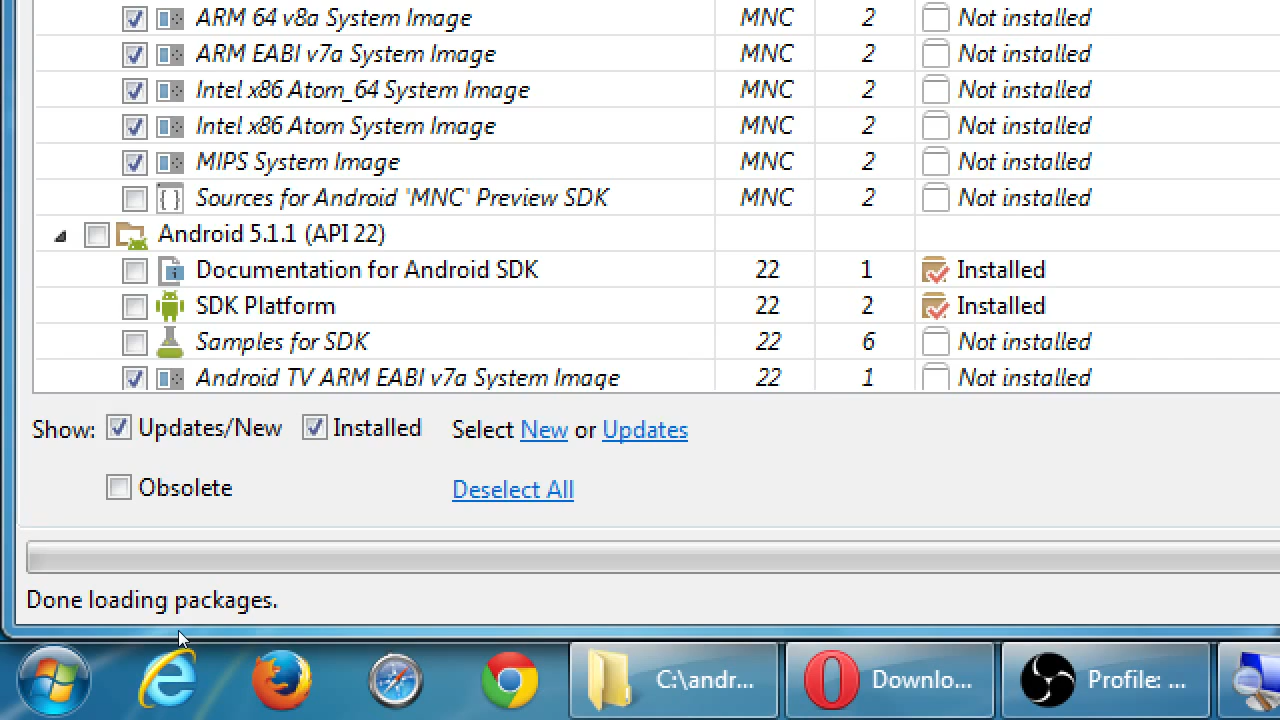 ARM 64 v8a System Image MNC 2 Not installed
ARM EABI v7a System Image MNC 2 Not installed
Intel x86 Atom_64 System Image MNC 2 Not installed
Intel x86 Atom System Image MNC 2 Not installed
MIPS System Image MNC 2 Not installed
Sources for Android 'MNC' Preview SDK MNC 2 Not installed
Android 5.1.1 (API 22)
Documentation for Android SDK 22 1 Installed
SDK Platform 22 2 Installed
Samples for SDK 22 6 Not installed
Android TV ARM EABI v7a System Image 22 1 Not installed
Show: Updates/New Installed Select New or Updates
Obsolete Deselect All
Done loading packages.
C:\andr... Downlo... Profile: ...